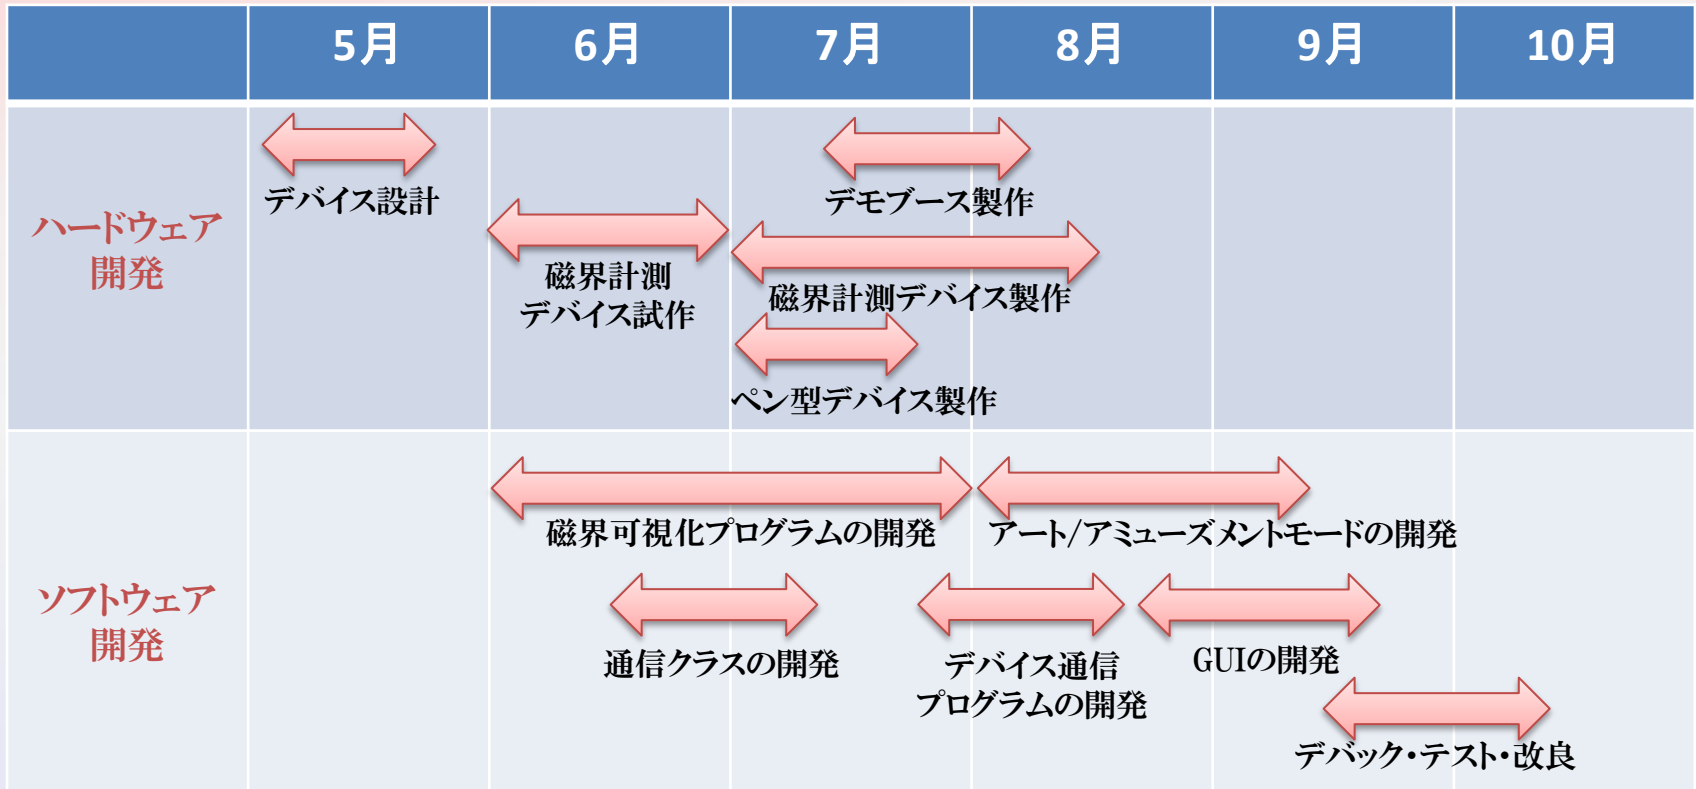 5月
6月
7月
8月
9月
10月
ハードウェア
開発
デバイス設計
デモブース製作
磁界計測
デバイス試作
磁界計測デバイス製作
ペン型デバイス製作
ソフトウェア
開発
磁界可視化プログラムの開発
アート/アミューズメントモードの開発
通信クラスの開発
デバイス通信
プログラムの開発
GUIの開発
デバック・テスト・改良